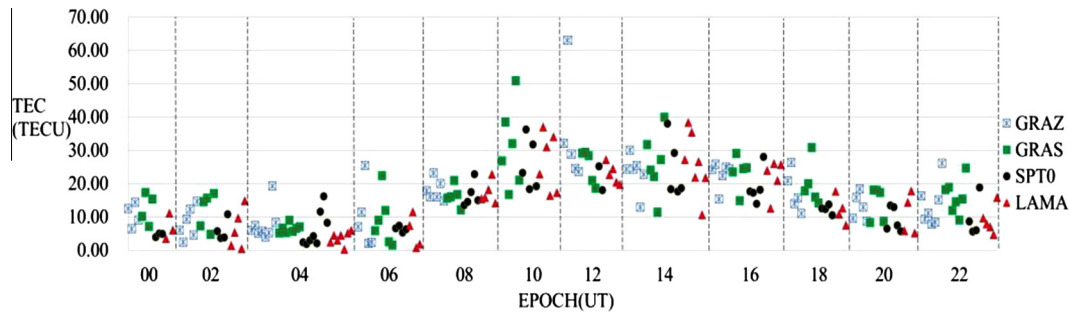 70.00
60.00
50.00
40.00
30.00
20.00
10.00
0.00
TEC
(TECU)
00 02 04 06 08 10 12 14 16 18 20 22
EPOCH(UT)
GRAZ
GRAS
SPT0
LAMA